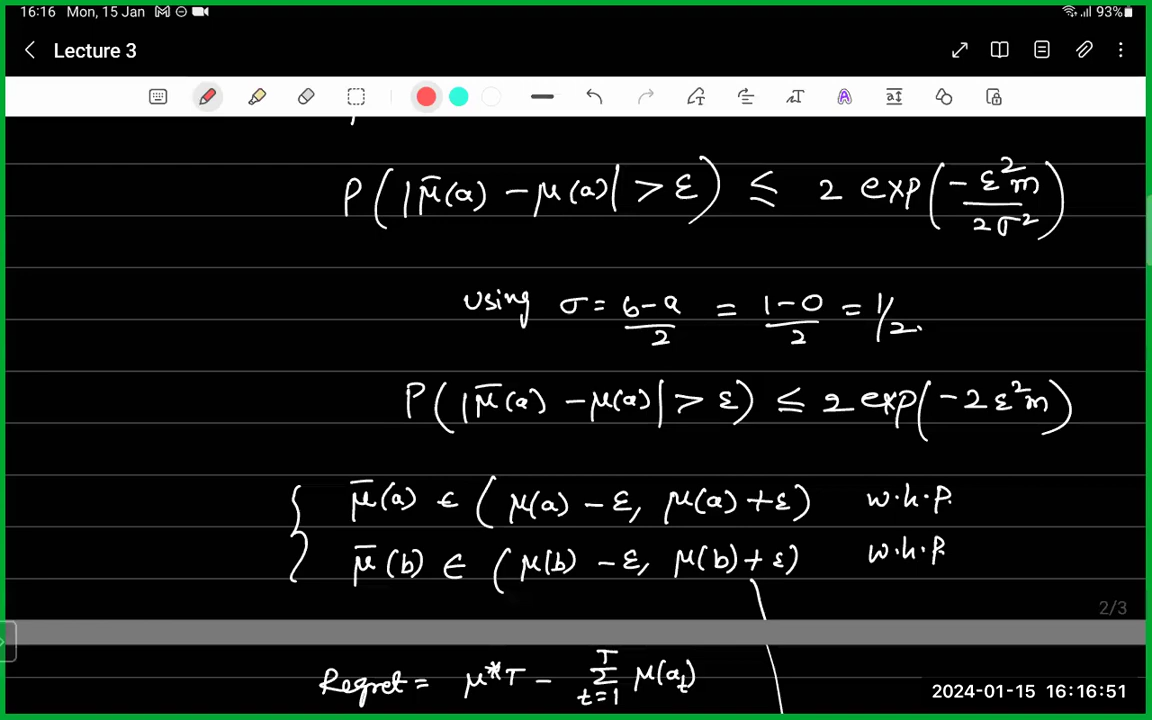 16:16 Mon, 15 Jan 93%
Lecture 3
P(|μ̄(a) − μ(a)| > ε) ≤ 2 exp(−ε²m / 2σ²)
using σ = b−a / 2 = 1−0 / 2 = 1/2.
P(|μ̄(a) − μ(a)| > ε) ≤ 2 exp(−2ε²m)
μ̄(a) ∈ (μ(a) − ε, μ(a) + ε) w.h.p.
μ̄(b) ∈ (μ(b) − ε, μ(b) + ε) w.h.p.
2/3
Regret = μ*T − Σ_{t=1}^{T} μ(a_t)
2024-01-15 16:16:51